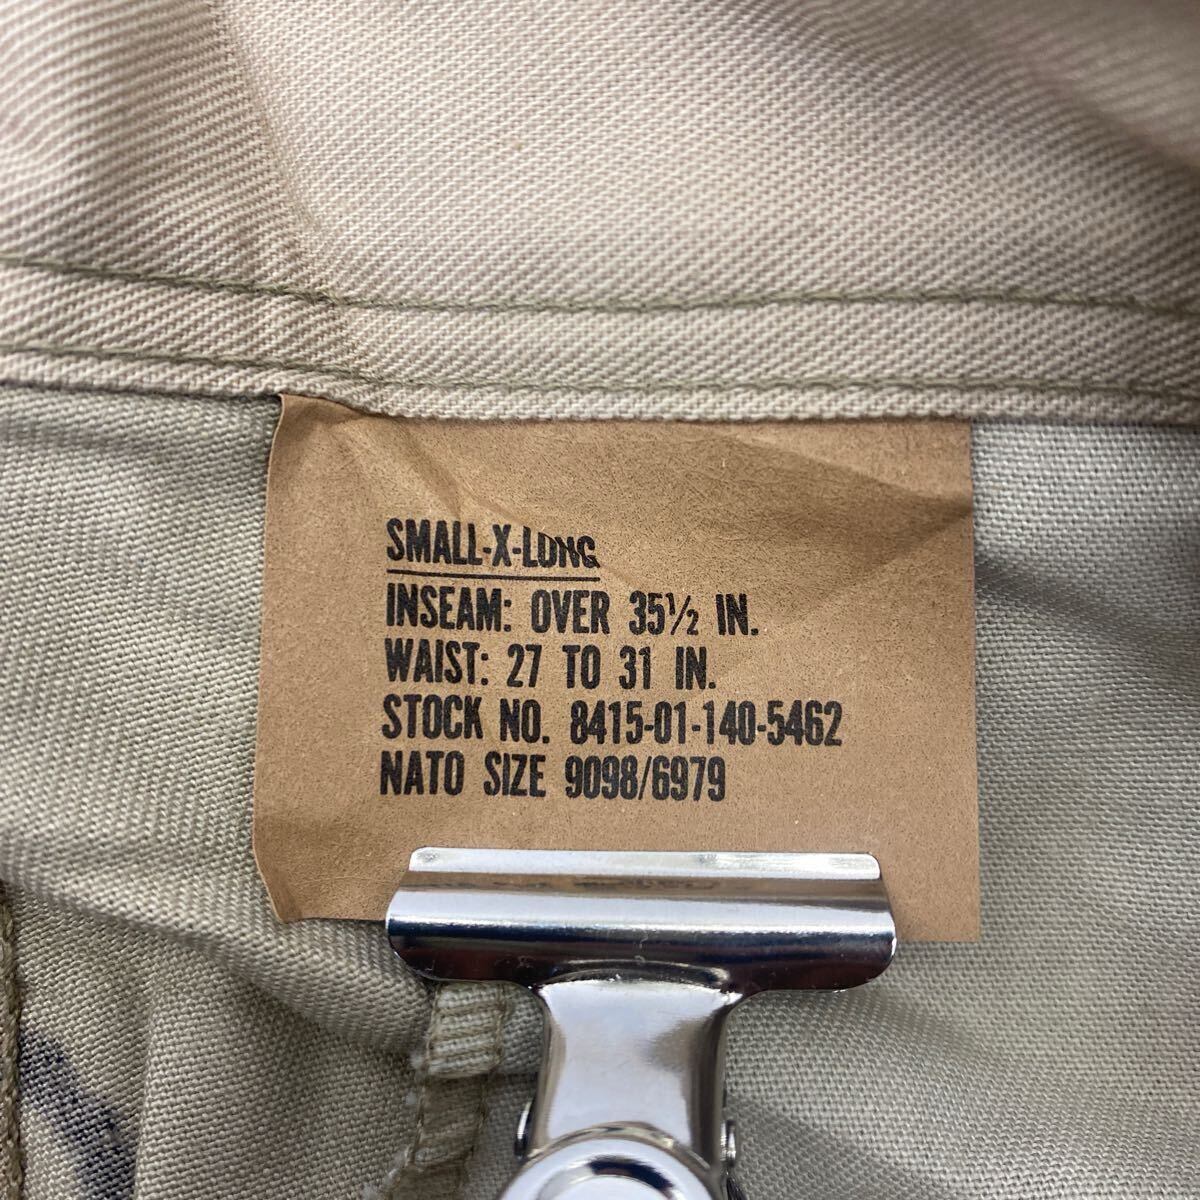 SMALL-X-LONG
INSEAM: OVER 35½ IN.
WAIST: 27 TO 31 IN.
STOCK NO. 8415-01-140-5462
NATO SIZE 9098/6979